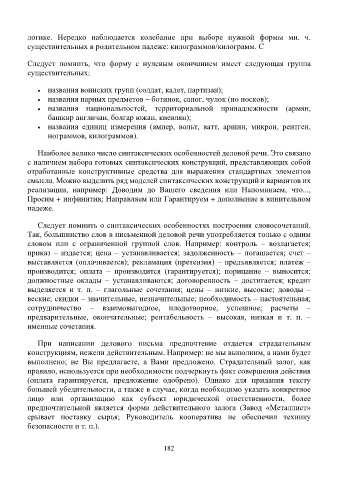 логике. Нередко наблюдается колебание при выборе нужной формы мн. ч.
существительных в родительном падеже: килограммов/килограмм. С
Следует помнить, что форму с нулевым окончанием имеет следующая группа
существительных:
• названия воинских групп (солдат, кадет, партизан);
• названия парных предметов – ботинок, сапог, чулок (но носков);
• названия национальностей, территориальной принадлежности (армян,
башкир англичан, болгар южан, киевлян);
• названия единиц измерения (ампер, вольт, ватт, аршин, микрон, рентген,
нограммов, килограммов).
Наиболее велико число синтаксических особенностей деловой речи. Это связано
с наличием набора готовых синтаксических конструкций, представляющих собой
отработанные конструктивные средства для выражения стандартных элементов
смысла. Можно выделить ряд моделей синтаксических конструкций и вариантов их
реализации, например: Доводим до Вашего сведения или Напоминаем, что...,
Просим + инфинитив; Направляем или Гарантируем + дополнение в винительном
падеже.
Следует помнить о синтаксических особенностях построения словосочетаний.
Так, большинство слов в письменной деловой речи употребляется только с одним
словом или с ограниченной группой слов. Например: контроль – возлагается;
приказ – издается; цена – устанавливается; задолженность – погашается; счет –
выставляется (оплачивается); рекламация (претензия) – предъявляется; платеж –
производится; оплата – производится (гарантируется); порицание – выносится;
должностные оклады – устанавливаются; договоренность – достигается; кредит
выделяется и т. п. – глагольные сочетания; цены – низкие, высокие; доводы –
веские; скидки – значительные, незначительные; необходимость – настоятельная;
сотрудничество – взаимовыгодное, плодотворное, успешное; расчеты –
предварительные, окончательные; рентабельность – высокая, низкая и т. п. –
именные сочетания.
При написании делового письма предпочтение отдается страдательным
конструкциям, нежели действительным. Например: не мы выполним, а нами будет
выполнено; не Вы предлагаете, а Вами предложено. Страдательный залог, как
правило, используется при необходимости подчеркнуть факт совершения действия
(оплата гарантируется, предложение одобрено). Однако для придания тексту
большей убедительности, а также в случае, когда необходимо указать конкретное
лицо или организацию как субъект юридической ответственности, более
предпочтительной является форма действительного залога (Завод «Металлист»
срывает поставку сырья; Руководитель кооператива не обеспечил технику
безопасности и т. п.).
182